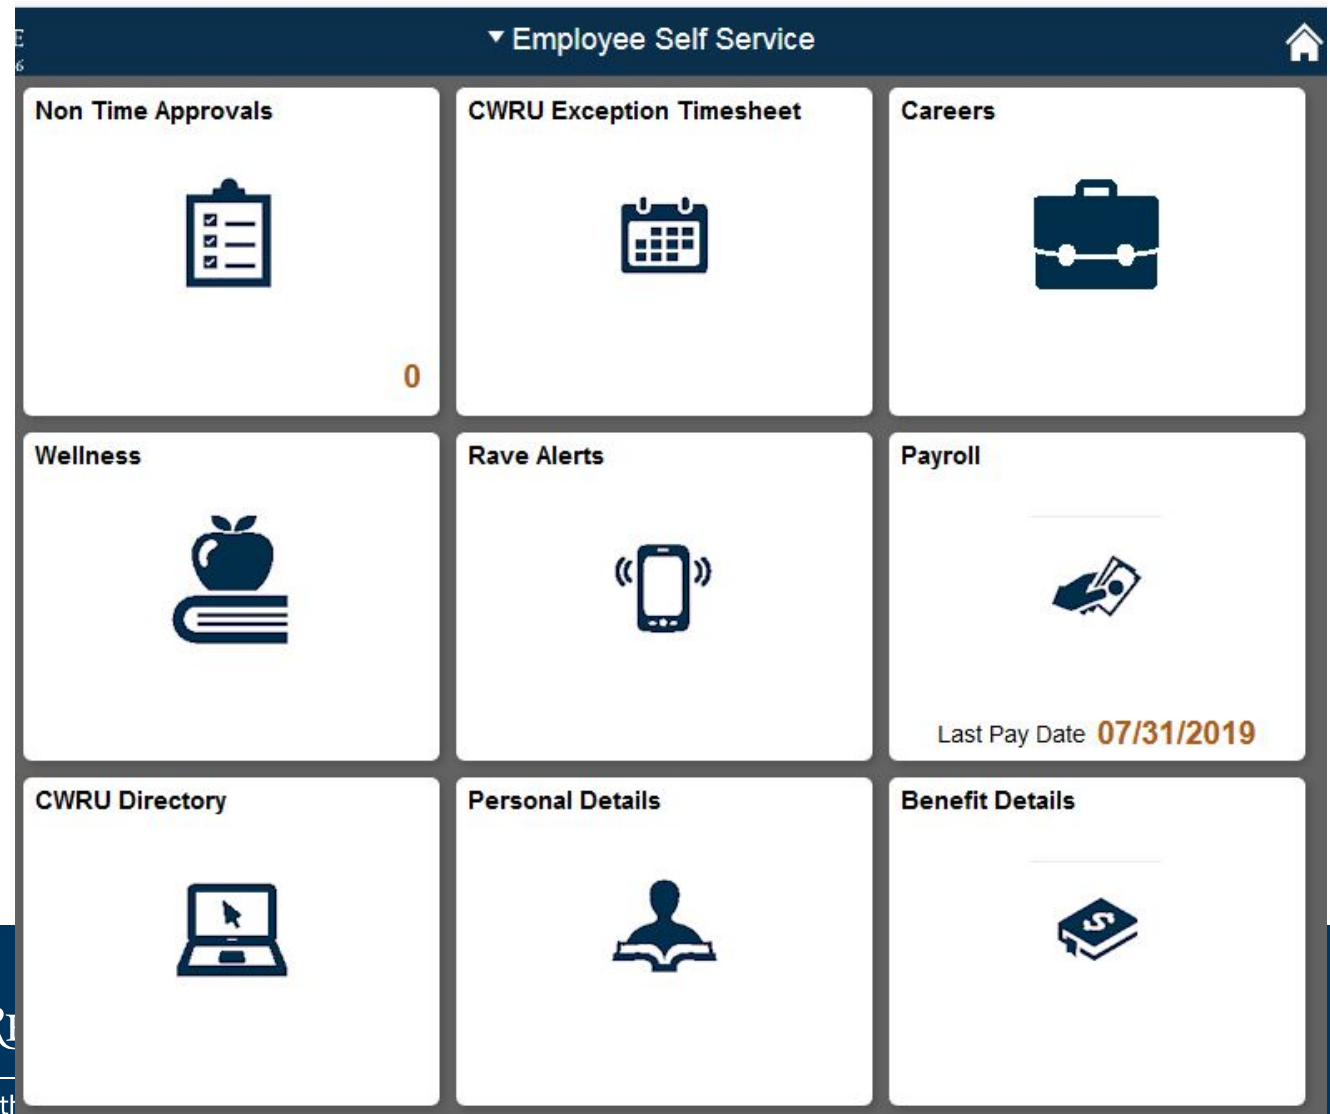 Employee Self Service
Non Time Approvals
CWRU Exception Timesheet
Careers
0
Wellness
Rave Alerts
Payroll
Last Pay Date 07/31/2019
CWRU Directory
Personal Details
Benefit Details